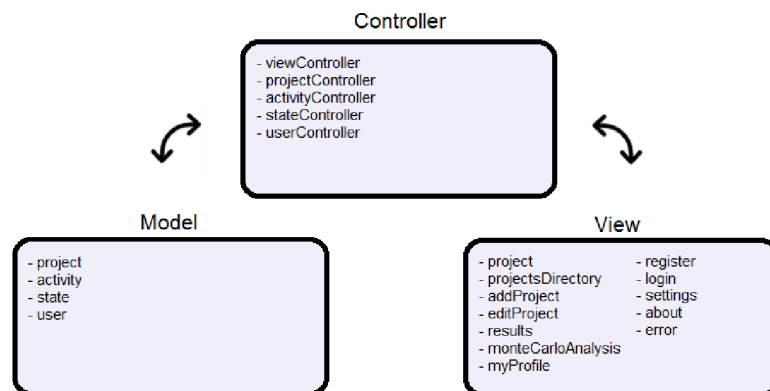 Controller
- viewController
- projectController
- activityController
- stateController
- userController
Model
- project
- activity
- state
- user
View
- project
- projectsDirectory
- addProject
- editProject
- results
- monteCarloAnalysis
- myProfile
- register
- login
- settings
- about
- error